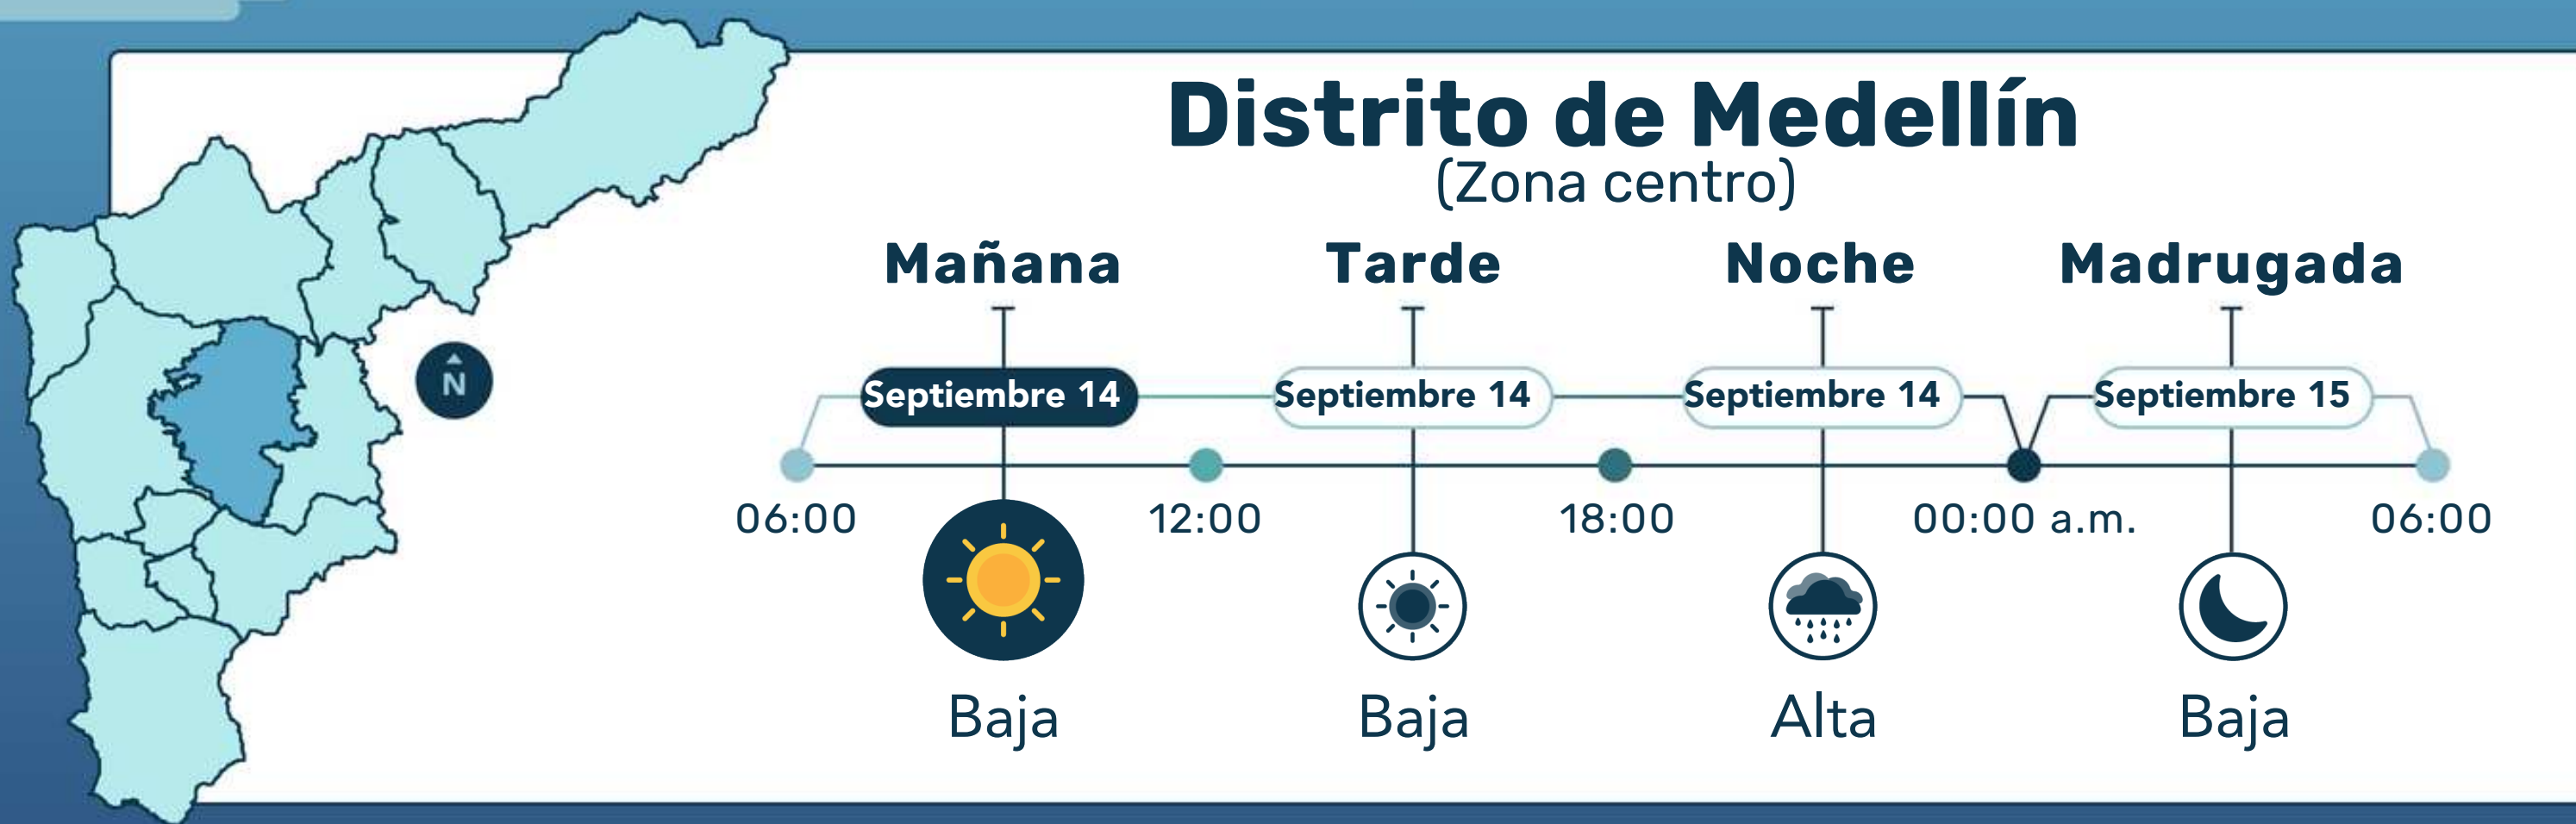 Distrito de Medellín
(Zona centro)
Mañana Tarde Noche Madrugada
N
Septiembre 14 Septiembre 14 Septiembre 14 Septiembre 15
06:00 12:00 18:00 00:00 a.m. 06:00
Baja Baja Alta Baja